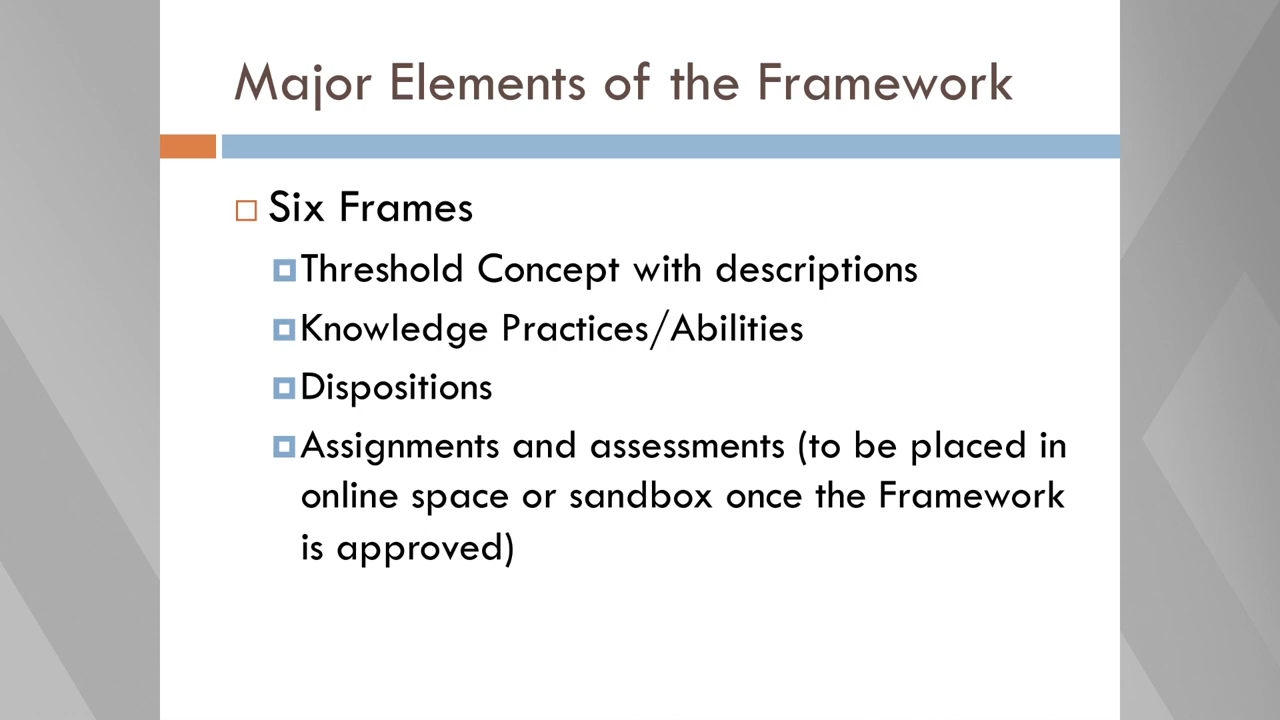 Major Elements of the Framework
Six Frames
Threshold Concept with descriptions
Knowledge Practices/Abilities
Dispositions
Assignments and assessments (to be placed in
online space or sandbox once the Framework
is approved)